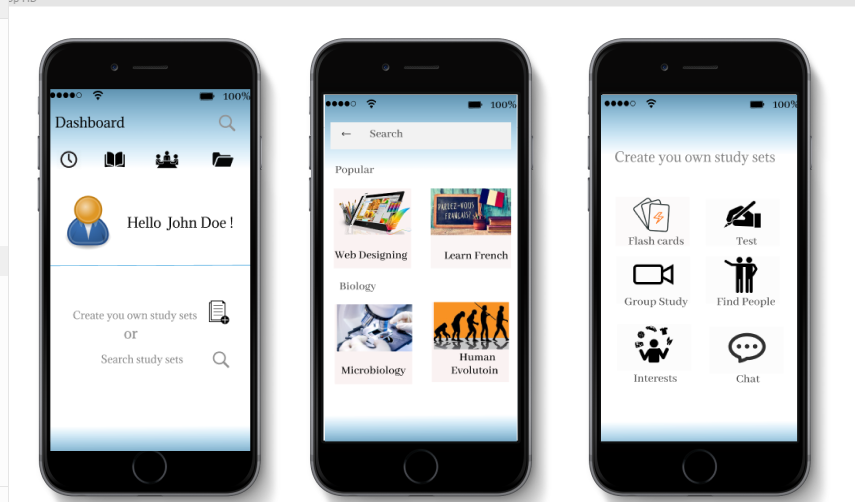 100%
Dashboard
Hello John Doe !
Create you own study sets
or
Search study sets
100%
← Search
Popular
PARLEZ-VOUS
FRANÇAIS?
Web Designing
Learn French
Biology
Microbiology
Human
Evolutoin
100%
Create you own study sets
Flash cards
Test
Group Study
Find People
Interests
Chat